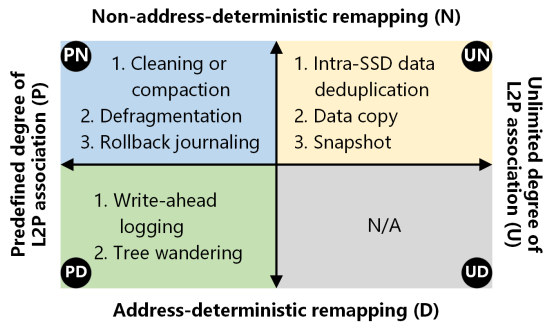 Non-address-deterministic remapping (N)
Predefined degree of
L2P association (P)
PN
1. Cleaning or
compaction
2. Defragmentation
3. Rollback journaling
UN
1. Intra-SSD data
deduplication
2. Data copy
3. Snapshot
Unlimited degree of
L2P association (U)
1. Write-ahead
logging
2. Tree wandering
PD
N/A
UD
Address-deterministic remapping (D)